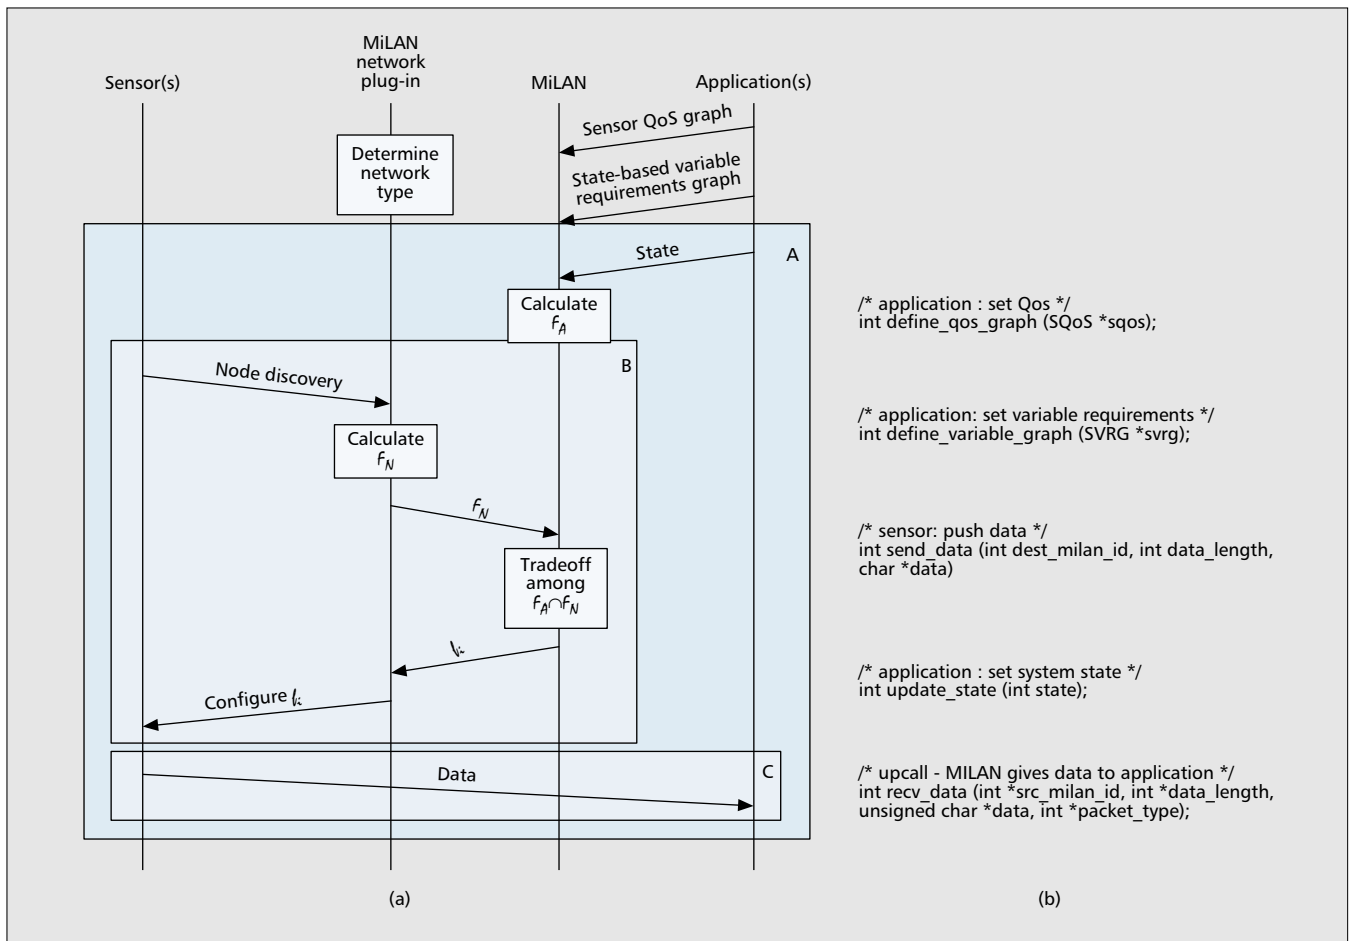 Sensor(s)
MiLAN
network
plug-in
MiLAN
Application(s)
Sensor QoS graph
Determine
network
type
State-based variable
requirements graph
A
State
Calculate
F_A
B
Node discovery
Calculate
F_N
F_N
Tradeoff
among
F_A∩F_N
Configure
C
Data
(a)
/* application : set Qos */
int define_qos_graph (SQoS *sqos);
/* application: set variable requirements */
int define_variable_graph (SVRG *svrg);
/* sensor: push data */
int send_data (int dest_milan_id, int data_length,
char *data)
/* application : set system state */
int update_state (int state);
/* upcall - MILAN gives data to application */
int recv_data (int *src_milan_id, int *data_length,
unsigned char *data, int *packet_type);
(b)